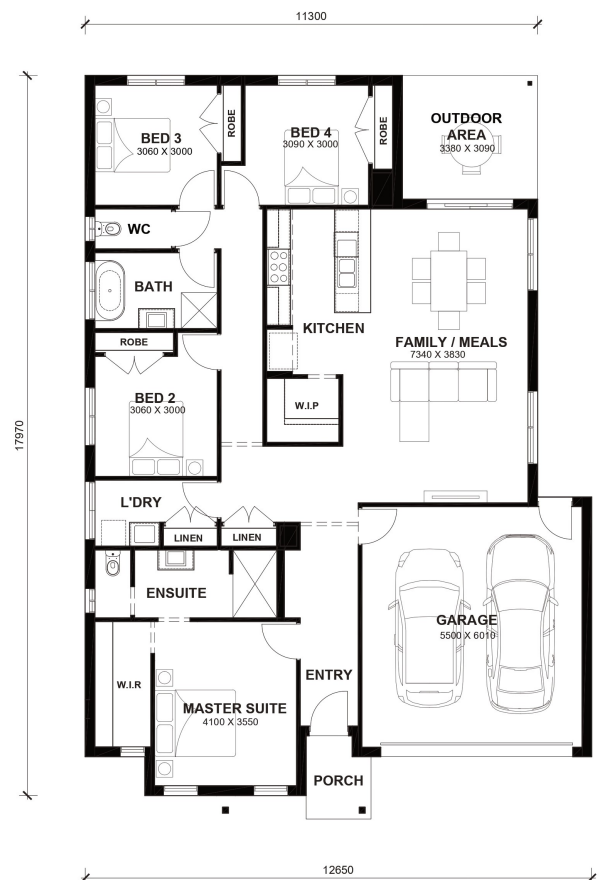 11300
BED 3
3060 X 3000
ROBE
BED 4
3090 X 3000
ROBE
OUTDOOR
AREA
3380 X 3090
WC
BATH
KITCHEN
FAMILY / MEALS
7340 X 3830
ROBE
BED 2
3060 X 3000
W.I.P
17970
L'DRY
LINEN
LINEN
ENSUITE
GARAGE
5500 X 6010
W.I.R
ENTRY
MASTER SUITE
4100 X 3550
PORCH
12650